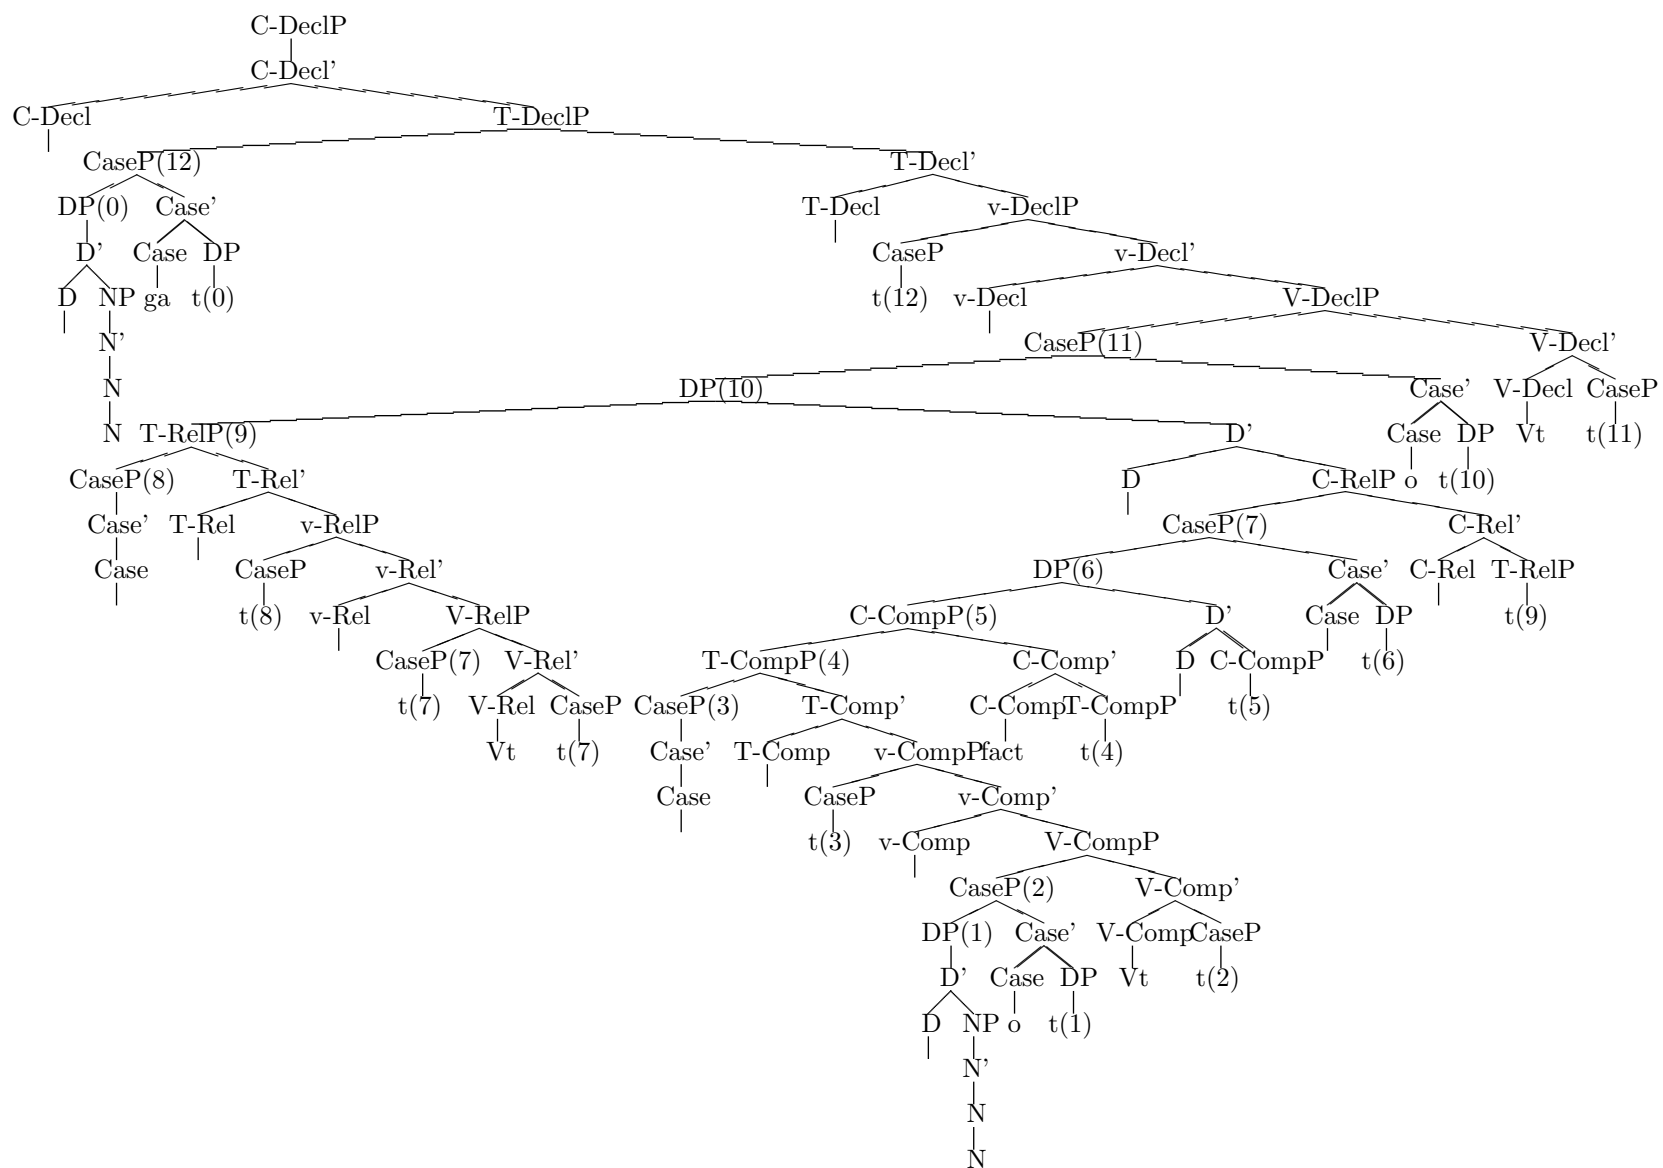 C-DeclP
C-Decl'
C-Decl T-DeclP
CaseP(12) T-Decl'
DP(0) Case' T-Decl v-DeclP
D' Case DP CaseP v-Decl'
D NP ga t(0) t(12) v-Decl V-DeclP
N' CaseP(11) V-Decl'
N DP(10) Case' V-Decl CaseP
N T-RelP(9) D' Case DP Vt t(11)
CaseP(8) T-Rel' D C-RelP o t(10)
Case' T-Rel v-RelP CaseP(7) C-Rel'
Case CaseP v-Rel' DP(6) Case' C-Rel T-RelP
t(8) v-Rel V-RelP C-CompP(5) D' Case DP t(9)
CaseP(7) V-Rel' T-CompP(4) C-Comp' D C-CompP t(6)
t(7) V-Rel CaseP CaseP(3) T-Comp' C-Comp T-CompP t(5)
Vt t(7) Case' T-Comp v-CompP fact t(4)
Case CaseP v-Comp'
t(3) v-Comp V-CompP
CaseP(2) V-Comp'
DP(1) Case' V-Comp CaseP
D' Case DP Vt t(2)
D NP o t(1)
N'
N
N